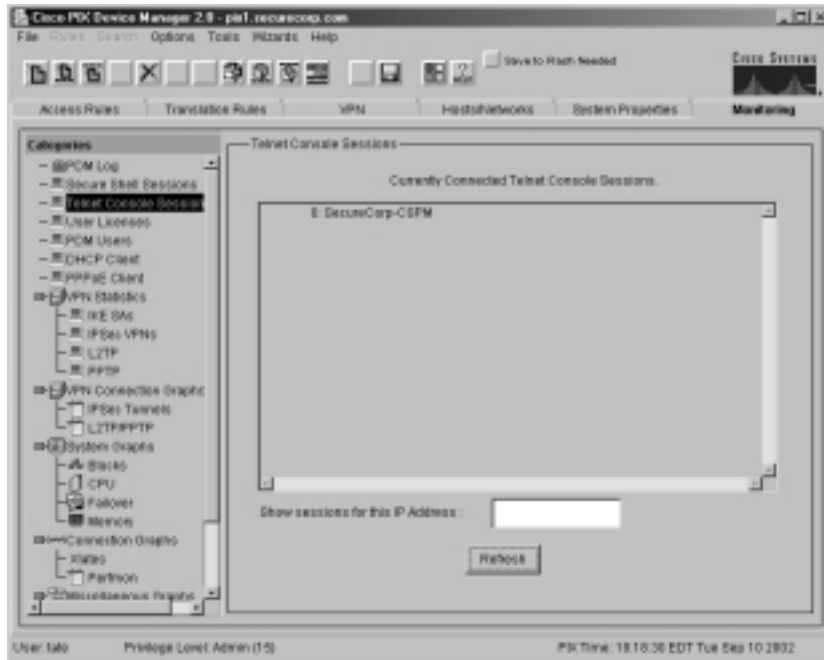 Cisco PIX Device Manager 2.0 - pix1.securecorp.com
File Rules Search Options Tools Wizards Help
Save to Flash Needed
CISCO SYSTEMS
Access Rules
Translation Rules
VPN
Hosts/Networks
System Properties
Monitoring
Categories
PDM Log
Secure Shell Sessions
Telnet Console Session
User Licenses
PDM Users
DHCP Client
PPPoE Client
VPN Statistics
IKE SAs
IPSec VPNs
L2TP
PPTP
VPN Connection Graphs
IPSec Tunnels
L2TP/PPTP
System Graphs
Blocks
CPU
Failover
Memory
Connection Graphs
Xlates
Perfmon
Miscellaneous Graphs
Telnet Console Sessions
Currently Connected Telnet Console Sessions.
0: SecureCorp-CSPM
Show sessions for this IP Address :
Refresh
User: tate
Privilege Level: Admin (15)
PIX Time: 18:18:30 EDT Tue Sep 10 2002